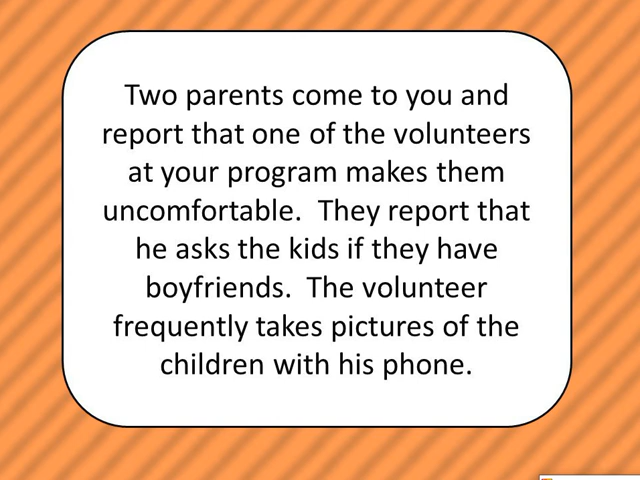 Two parents come to you and
report that one of the volunteers
at your program makes them
uncomfortable.  They report that
he asks the kids if they have
boyfriends.  The volunteer
frequently takes pictures of the
children with his phone.